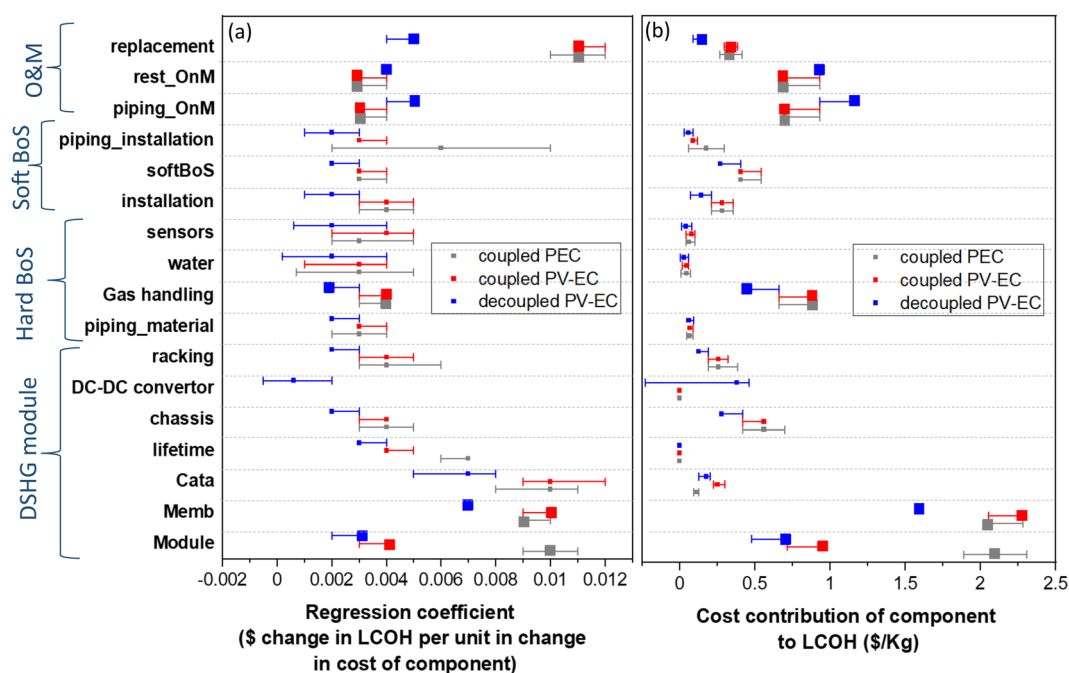 (a)
(b)
O&M
Soft BoS
Hard BoS
DSHG module
replacement
rest_OnM
piping_OnM
piping_installation
softBoS
installation
sensors
water
Gas handling
piping_material
racking
DC-DC convertor
chassis
lifetime
Cata
Memb
Module
coupled PEC
coupled PV-EC
decoupled PV-EC
coupled PEC
coupled PV-EC
decoupled PV-EC
-0.002 0 0.002 0.004 0.006 0.008 0.010 0.012
0 0.5 1 1.5 2 2.5
Regression coefficient
($ change in LCOH per unit in change
in cost of component)
Cost contribution of component
to LCOH ($/Kg)